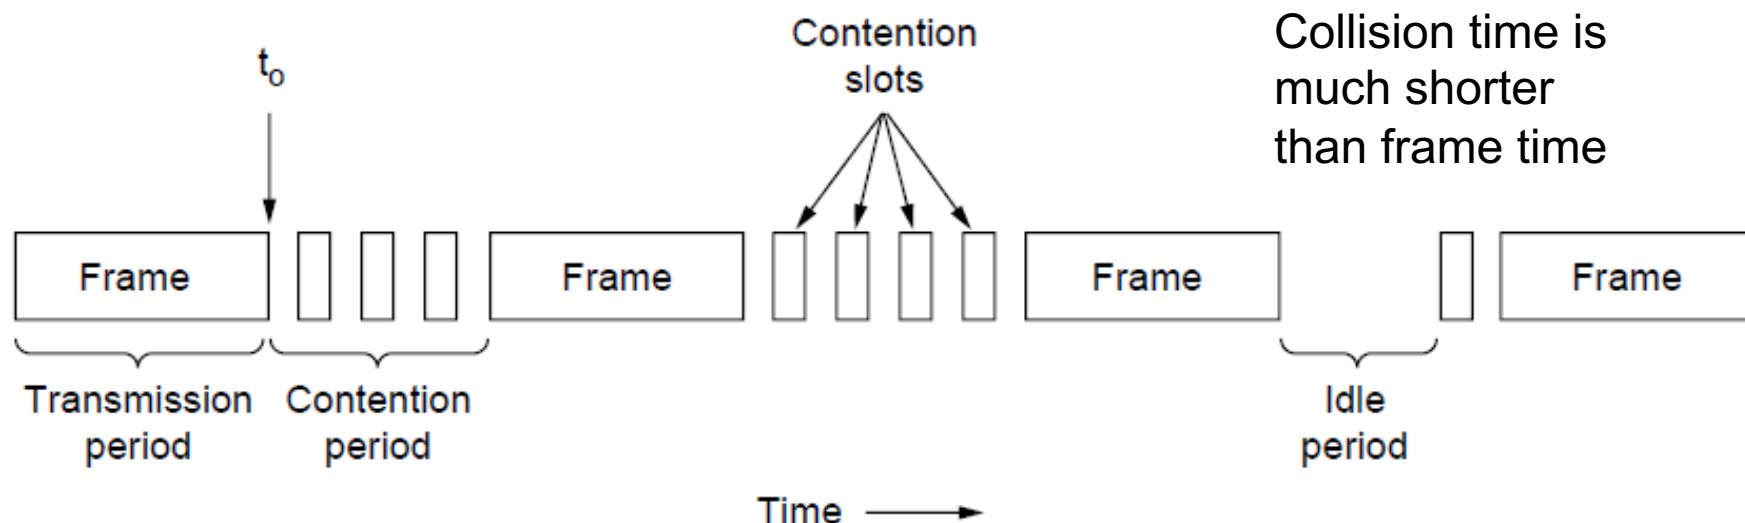 t₀
Contention
slots
Collision time is
much shorter
than frame time
Frame
Frame
Frame
Frame
Transmission
period
Contention
period
Idle
period
Time